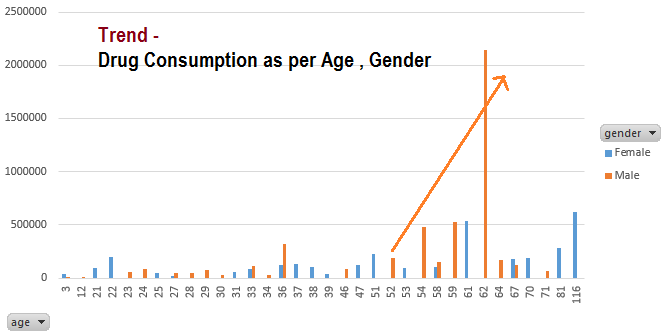 Trend -
Drug Consumption as per Age , Gender
2500000
2000000
1500000
1000000
500000
0
3 12 21 22 23 24 25 27 28 29 30 31 33 34 36 37 38 39 46 47 51 52 53 54 58 59 61 62 64 67 70 71 81 116
gender
Female
Male
age